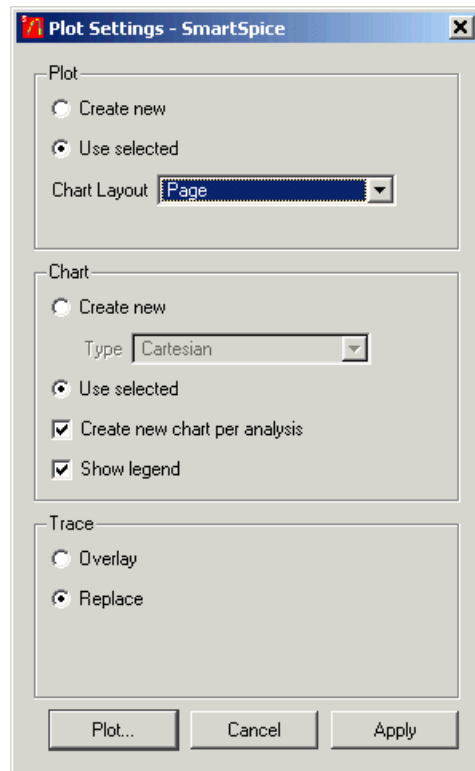 Plot Settings - SmartSpice
Plot
Create new
Use selected
Chart Layout Page
Chart
Create new
Type Cartesian
Use selected
Create new chart per analysis
Show legend
Trace
Overlay
Replace
Plot... Cancel Apply